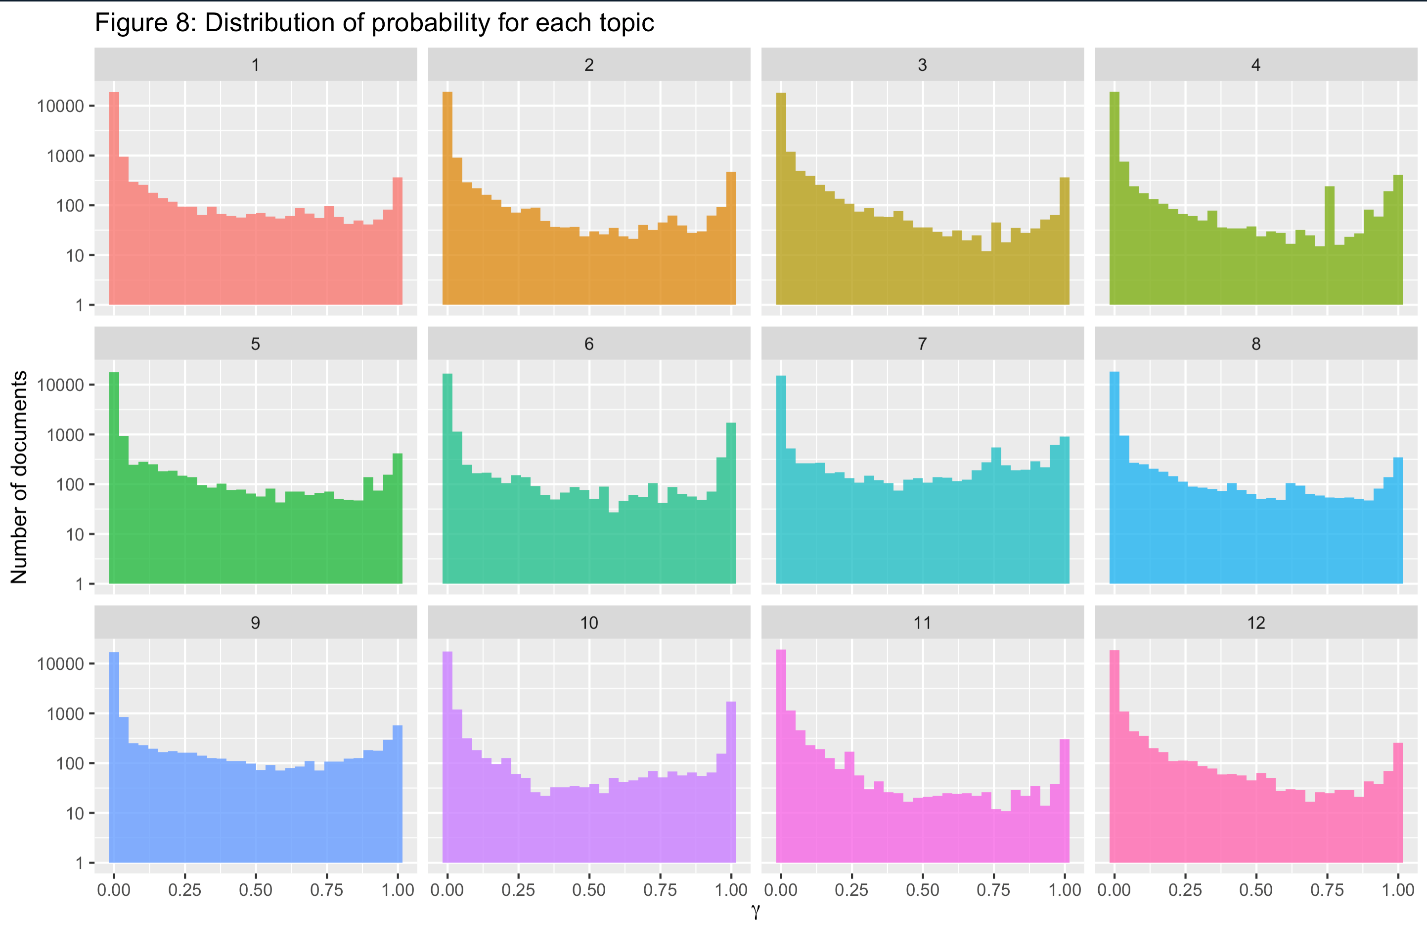 Figure 8: Distribution of probability for each topic
1 2 3 4
10000
1000
100
10
1
5 6 7 8
10000
1000
100
10
1
Number of documents
9 10 11 12
10000
1000
100
10
1
0.00 0.25 0.50 0.75 1.00 0.00 0.25 0.50 0.75 1.00 0.00 0.25 0.50 0.75 1.00 0.00 0.25 0.50 0.75 1.00
γ